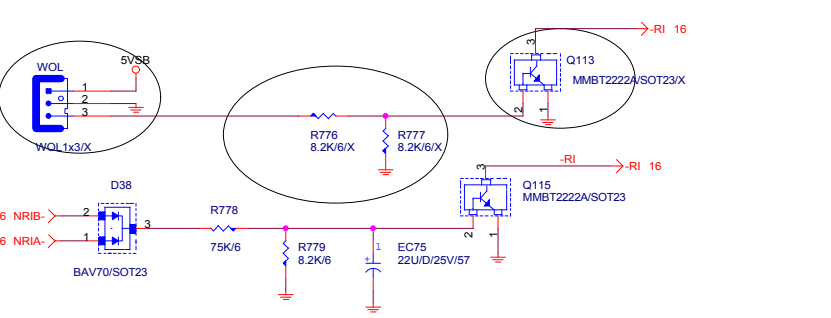 -RI 16
3
Q113
5VSB
WOL
MMBT2222A/SOT23/X
1
2
3
2
1
R776
8.2K/6/X
R777
8.2K/6/X
WOL1x3/X
3
-RI
-RI 16
Q115
MMBT2222A/SOT23
D38
R778
6 NRIB-
2
3
2
1
6 NRIA-
1
75K/6
R779
8.2K/6
1
+
EC75
22U/D/25V/57
BAV70/SOT23